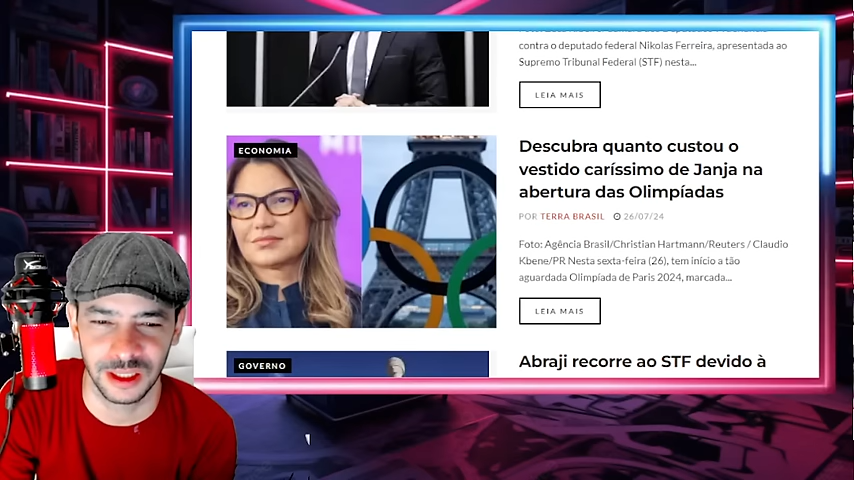 contra o deputado federal Nikolas Ferreira, apresentada ao
Supremo Tribunal Federal (STF) nesta...
LEIA MAIS
ECONOMIA
Descubra quanto custou o
vestido caríssimo de Janja na
abertura das Olimpíadas
POR TERRA BRASIL 26/07/24
Foto: Agência Brasil/Christian Hartmann/Reuters / Claudio
Kbene/PR Nesta sexta-feira (26), tem início a tão
aguardada Olimpíada de Paris 2024, marcada...
LEIA MAIS
GOVERNO
Abraji recorre ao STF devido à